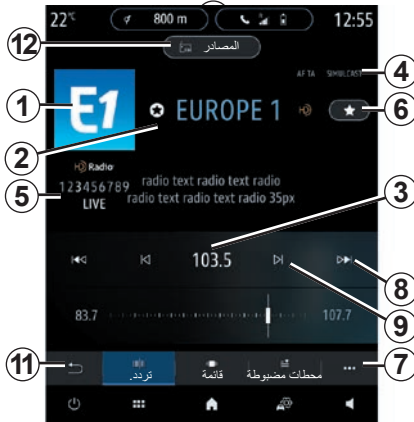 22°C 800 m 12:55
12 المصادر
AF TA SIMULCAST 4
1 E1 EUROPE 1 HD 6
2
HD Radio
5 123456789 radio text radio text radio
LIVE radio text radio text radio 35px
3
103.5
8
9
83.7 107.7
11 تردد. قائمة محطات مضبوطة ... 7